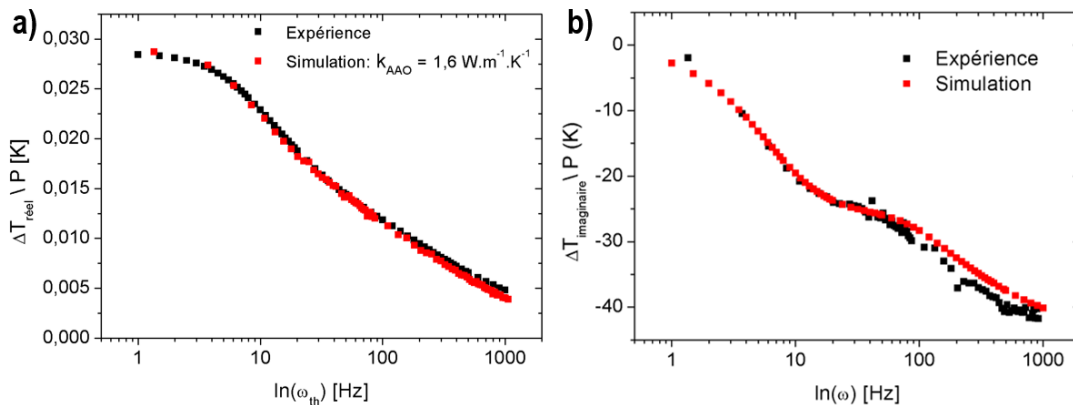 a)
0,030
0,025
0,020
0,015
0,010
0,005
0,000
ΔT_réel \ P [K]
Expérience
Simulation: k_AAO = 1,6 W.m⁻¹.K⁻¹
1
10
100
1000
ln(ω_th) [Hz]
b)
0
-10
-20
-30
-40
ΔT_imaginaire \ P (K)
Expérience
Simulation
1
10
100
1000
ln(ω) [Hz]